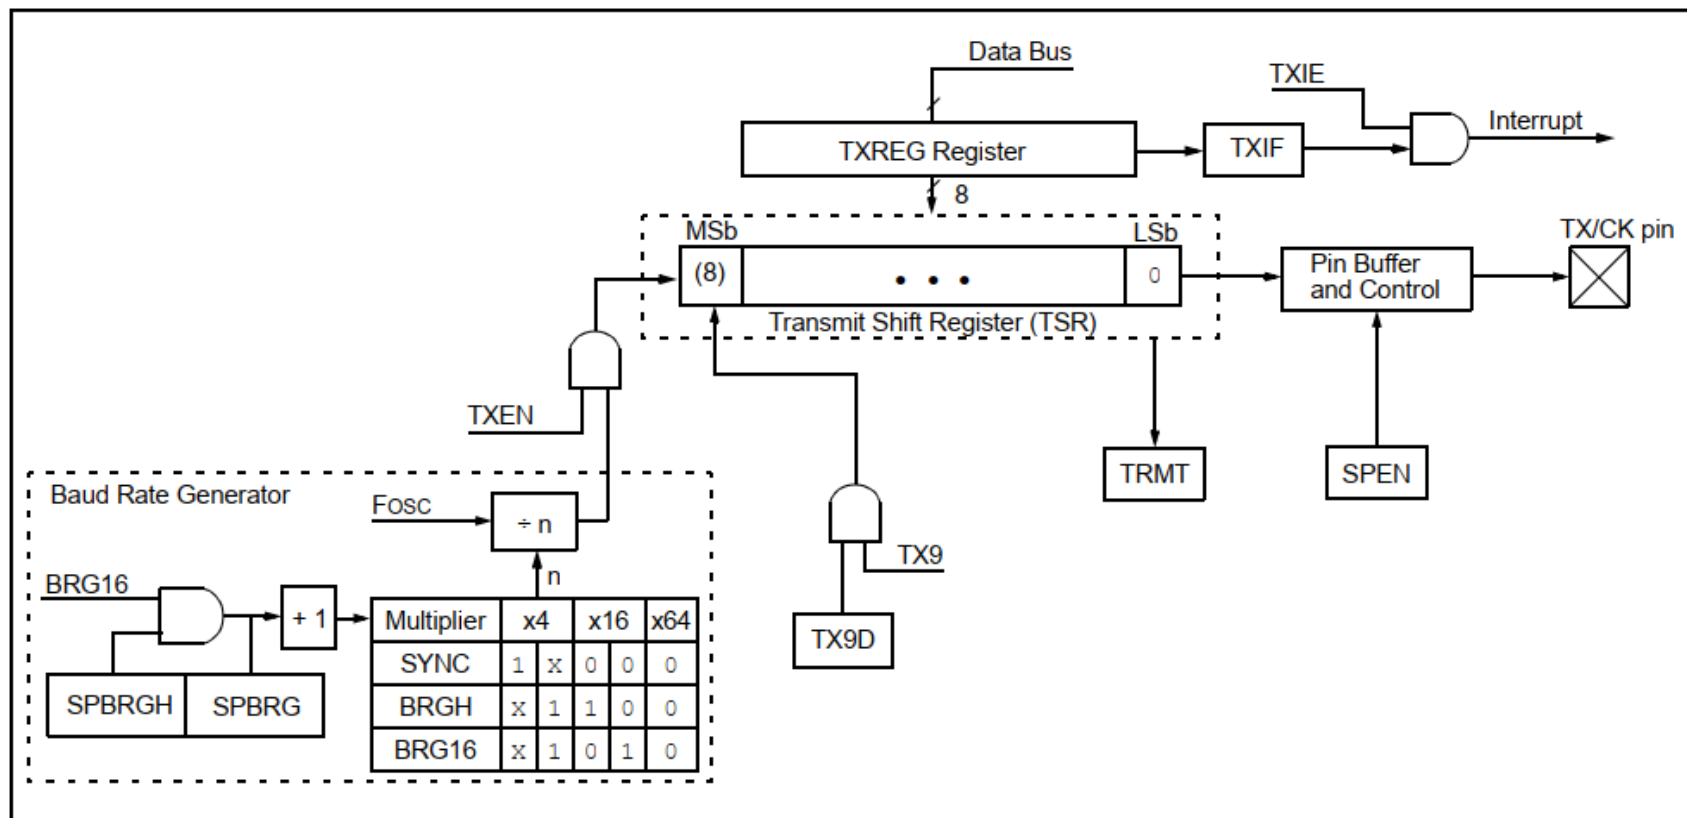 Data Bus
TXIE
Interrupt
TXREG Register
TXIF
8
MSb
LSb
TX/CK pin
(8)
• • •
0
Pin Buffer
and Control
Transmit Shift Register (TSR)
TXEN
TRMT
SPEN
Baud Rate Generator
FOSC
÷ n
n
TX9
BRG16
+ 1
TX9D
SPBRGH SPBRG
Multiplier x4 x16 x64
SYNC 1 X 0 0 0
BRGH X 1 1 0 0
BRG16 X 1 0 1 0